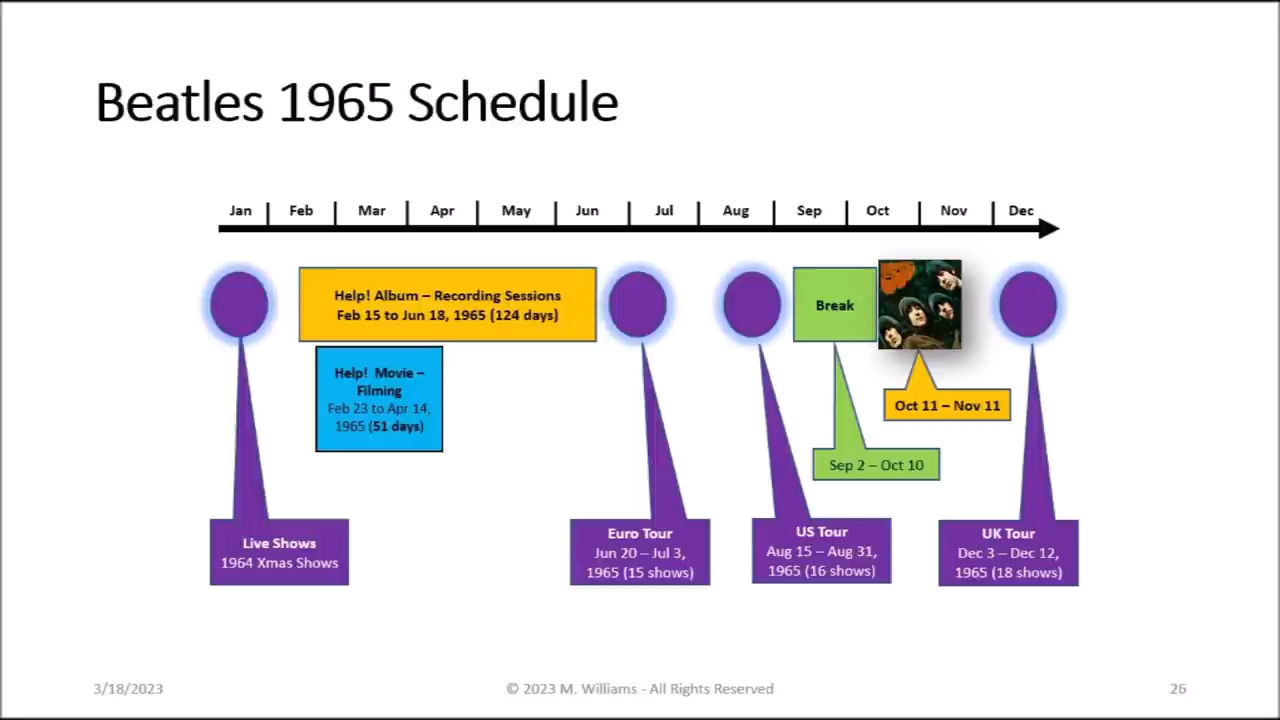 Beatles 1965 Schedule
Jan Feb Mar Apr May Jun Jul Aug Sep Oct Nov Dec
Help! Album – Recording Sessions
Feb 15 to Jun 18, 1965 (124 days)
Break
Help! Movie –
Filming
Feb 23 to Apr 14,
1965 (51 days)
Oct 11 – Nov 11
Sep 2 – Oct 10
Live Shows
1964 Xmas Shows
Euro Tour
Jun 20 – Jul 3,
1965 (15 shows)
US Tour
Aug 15 – Aug 31,
1965 (16 shows)
UK Tour
Dec 3 – Dec 12,
1965 (18 shows)
3/18/2023
© 2023 M. Williams - All Rights Reserved
26